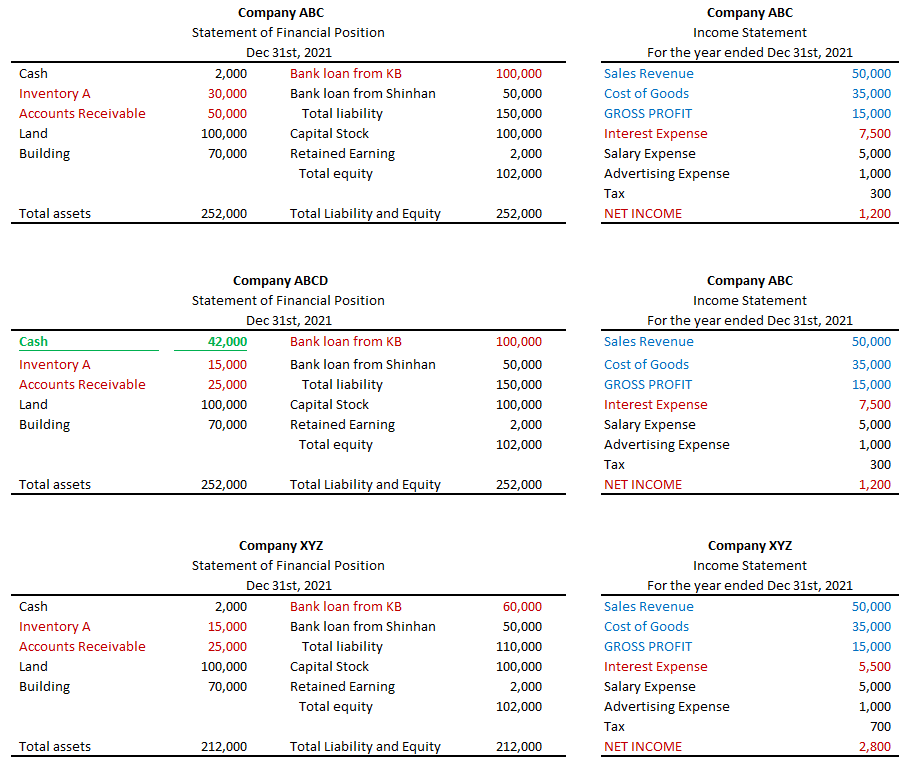 Company ABC
Statement of Financial Position
Dec 31st, 2021
Cash 2,000 Bank loan from KB 100,000
Inventory A 30,000 Bank loan from Shinhan 50,000
Accounts Receivable 50,000 Total liability 150,000
Land 100,000 Capital Stock 100,000
Building 70,000 Retained Earning 2,000
Total equity 102,000
Total assets 252,000 Total Liability and Equity 252,000
Company ABC
Income Statement
For the year ended Dec 31st, 2021
Sales Revenue 50,000
Cost of Goods 35,000
GROSS PROFIT 15,000
Interest Expense 7,500
Salary Expense 5,000
Advertising Expense 1,000
Tax 300
NET INCOME 1,200
Company ABCD
Statement of Financial Position
Dec 31st, 2021
Cash 42,000 Bank loan from KB 100,000
Inventory A 15,000 Bank loan from Shinhan 50,000
Accounts Receivable 25,000 Total liability 150,000
Land 100,000 Capital Stock 100,000
Building 70,000 Retained Earning 2,000
Total equity 102,000
Total assets 252,000 Total Liability and Equity 252,000
Company ABC
Income Statement
For the year ended Dec 31st, 2021
Sales Revenue 50,000
Cost of Goods 35,000
GROSS PROFIT 15,000
Interest Expense 7,500
Salary Expense 5,000
Advertising Expense 1,000
Tax 300
NET INCOME 1,200
Company XYZ
Statement of Financial Position
Dec 31st, 2021
Cash 2,000 Bank loan from KB 60,000
Inventory A 15,000 Bank loan from Shinhan 50,000
Accounts Receivable 25,000 Total liability 110,000
Land 100,000 Capital Stock 100,000
Building 70,000 Retained Earning 2,000
Total equity 102,000
Total assets 212,000 Total Liability and Equity 212,000
Company XYZ
Income Statement
For the year ended Dec 31st, 2021
Sales Revenue 50,000
Cost of Goods 35,000
GROSS PROFIT 15,000
Interest Expense 5,500
Salary Expense 5,000
Advertising Expense 1,000
Tax 700
NET INCOME 2,800